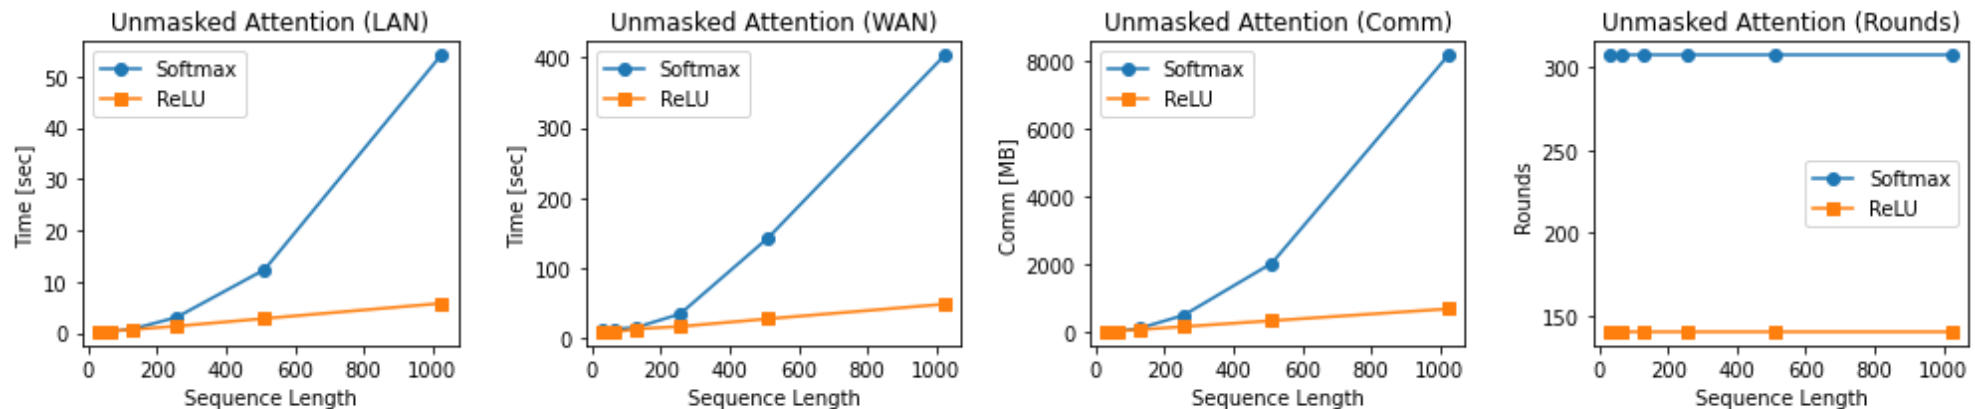 Unmasked Attention (LAN)
Softmax
ReLU
50
40
30
20
10
0
Time [sec]
0 200 400 600 800 1000
Sequence Length
Unmasked Attention (WAN)
Softmax
ReLU
400
300
200
100
0
Time [sec]
0 200 400 600 800 1000
Sequence Length
Unmasked Attention (Comm)
Softmax
ReLU
8000
6000
4000
2000
0
Comm [MB]
0 200 400 600 800 1000
Sequence Length
Unmasked Attention (Rounds)
300
250
200
150
Softmax
ReLU
Rounds
0 200 400 600 800 1000
Sequence Length